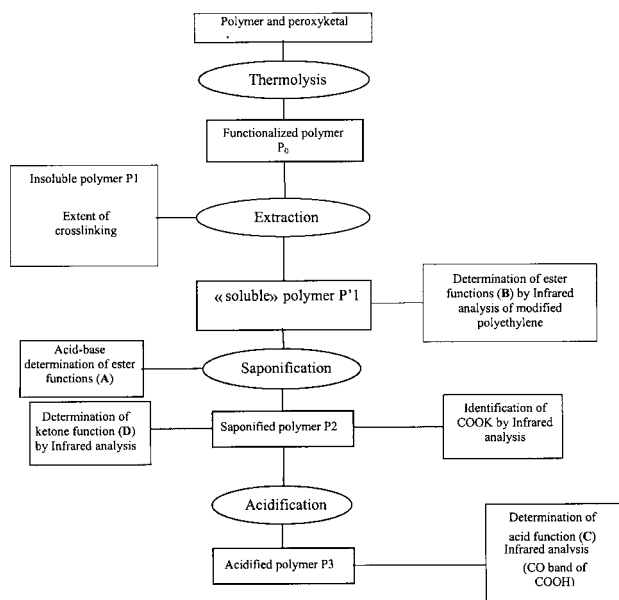 Polymer and peroxyketal
Thermolysis
Functionalized polymer
P0
Insoluble polymer P1
Extent of
crosslinking
Extraction
«soluble» polymer P'1
Determination of ester
functions (B) by Infrared
analysis of modified
polyethylene
Acid-base
determination of ester
functions (A)
Saponification
Determination of
ketone function (D)
by Infrared analysis
Saponified polymer P2
Identification of
COOK by Infrared
analysis
Acidification
Determination of
acid function (C)
Infrared analysis
(CO band of
COOH)
Acidified polymer P3